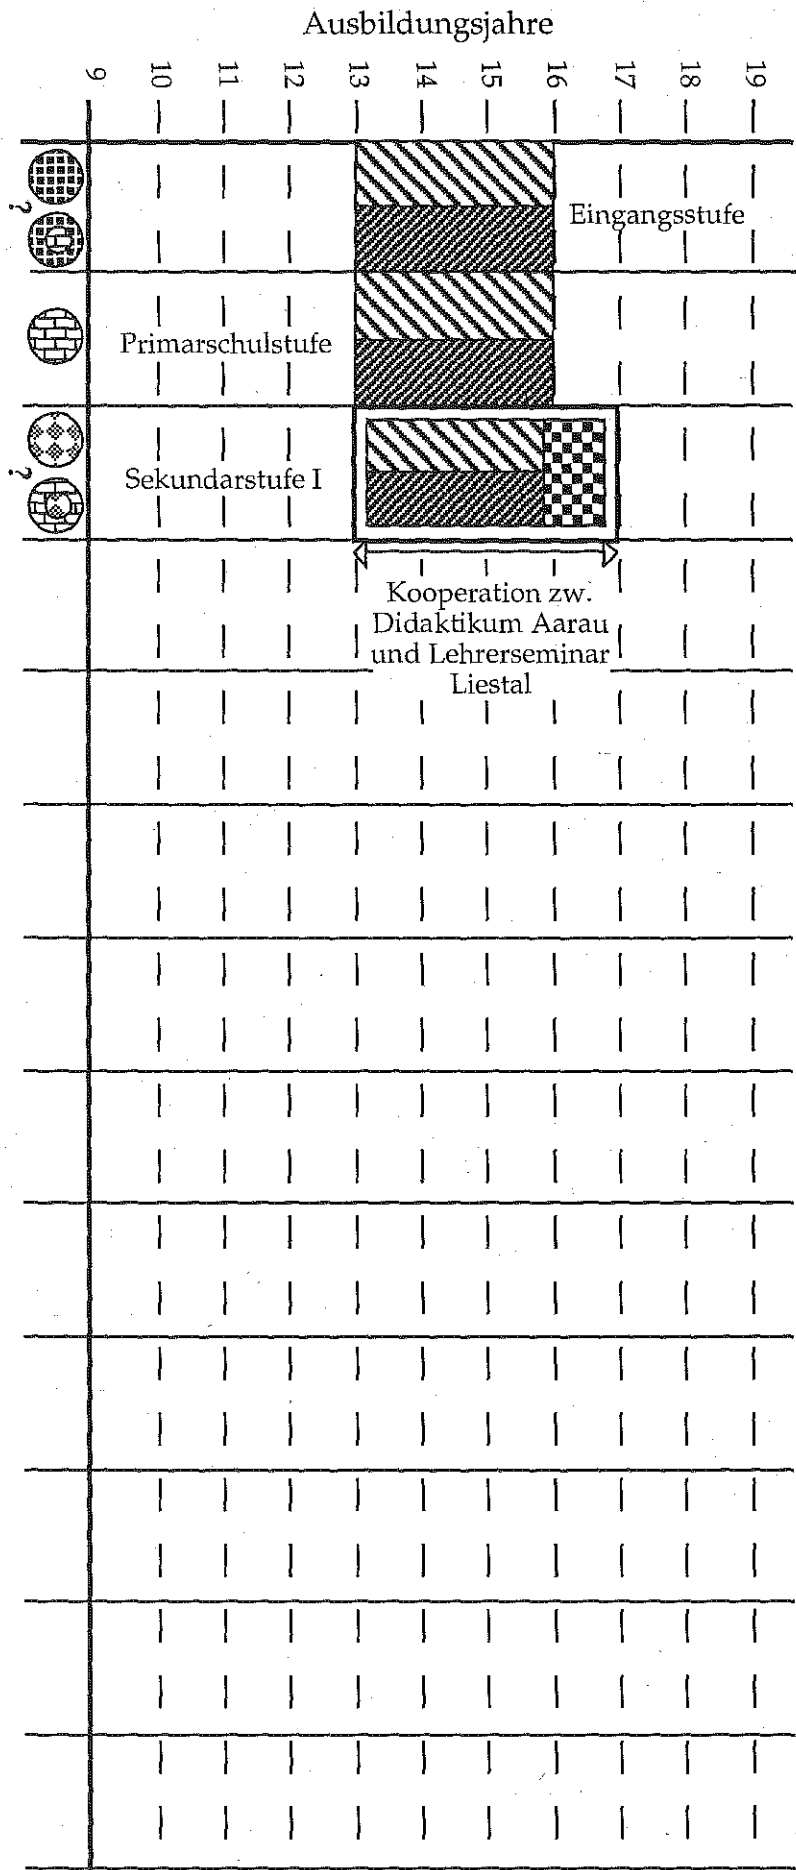 Ausbildungsjahre
9 10 11 12 13 14 15 16 17 18 19
?
Eingangsstufe
Primarschulstufe
?
Sekundarstufe I
Kooperation zw.
Didaktikum Aarau
und Lehrerseminar
Liestal